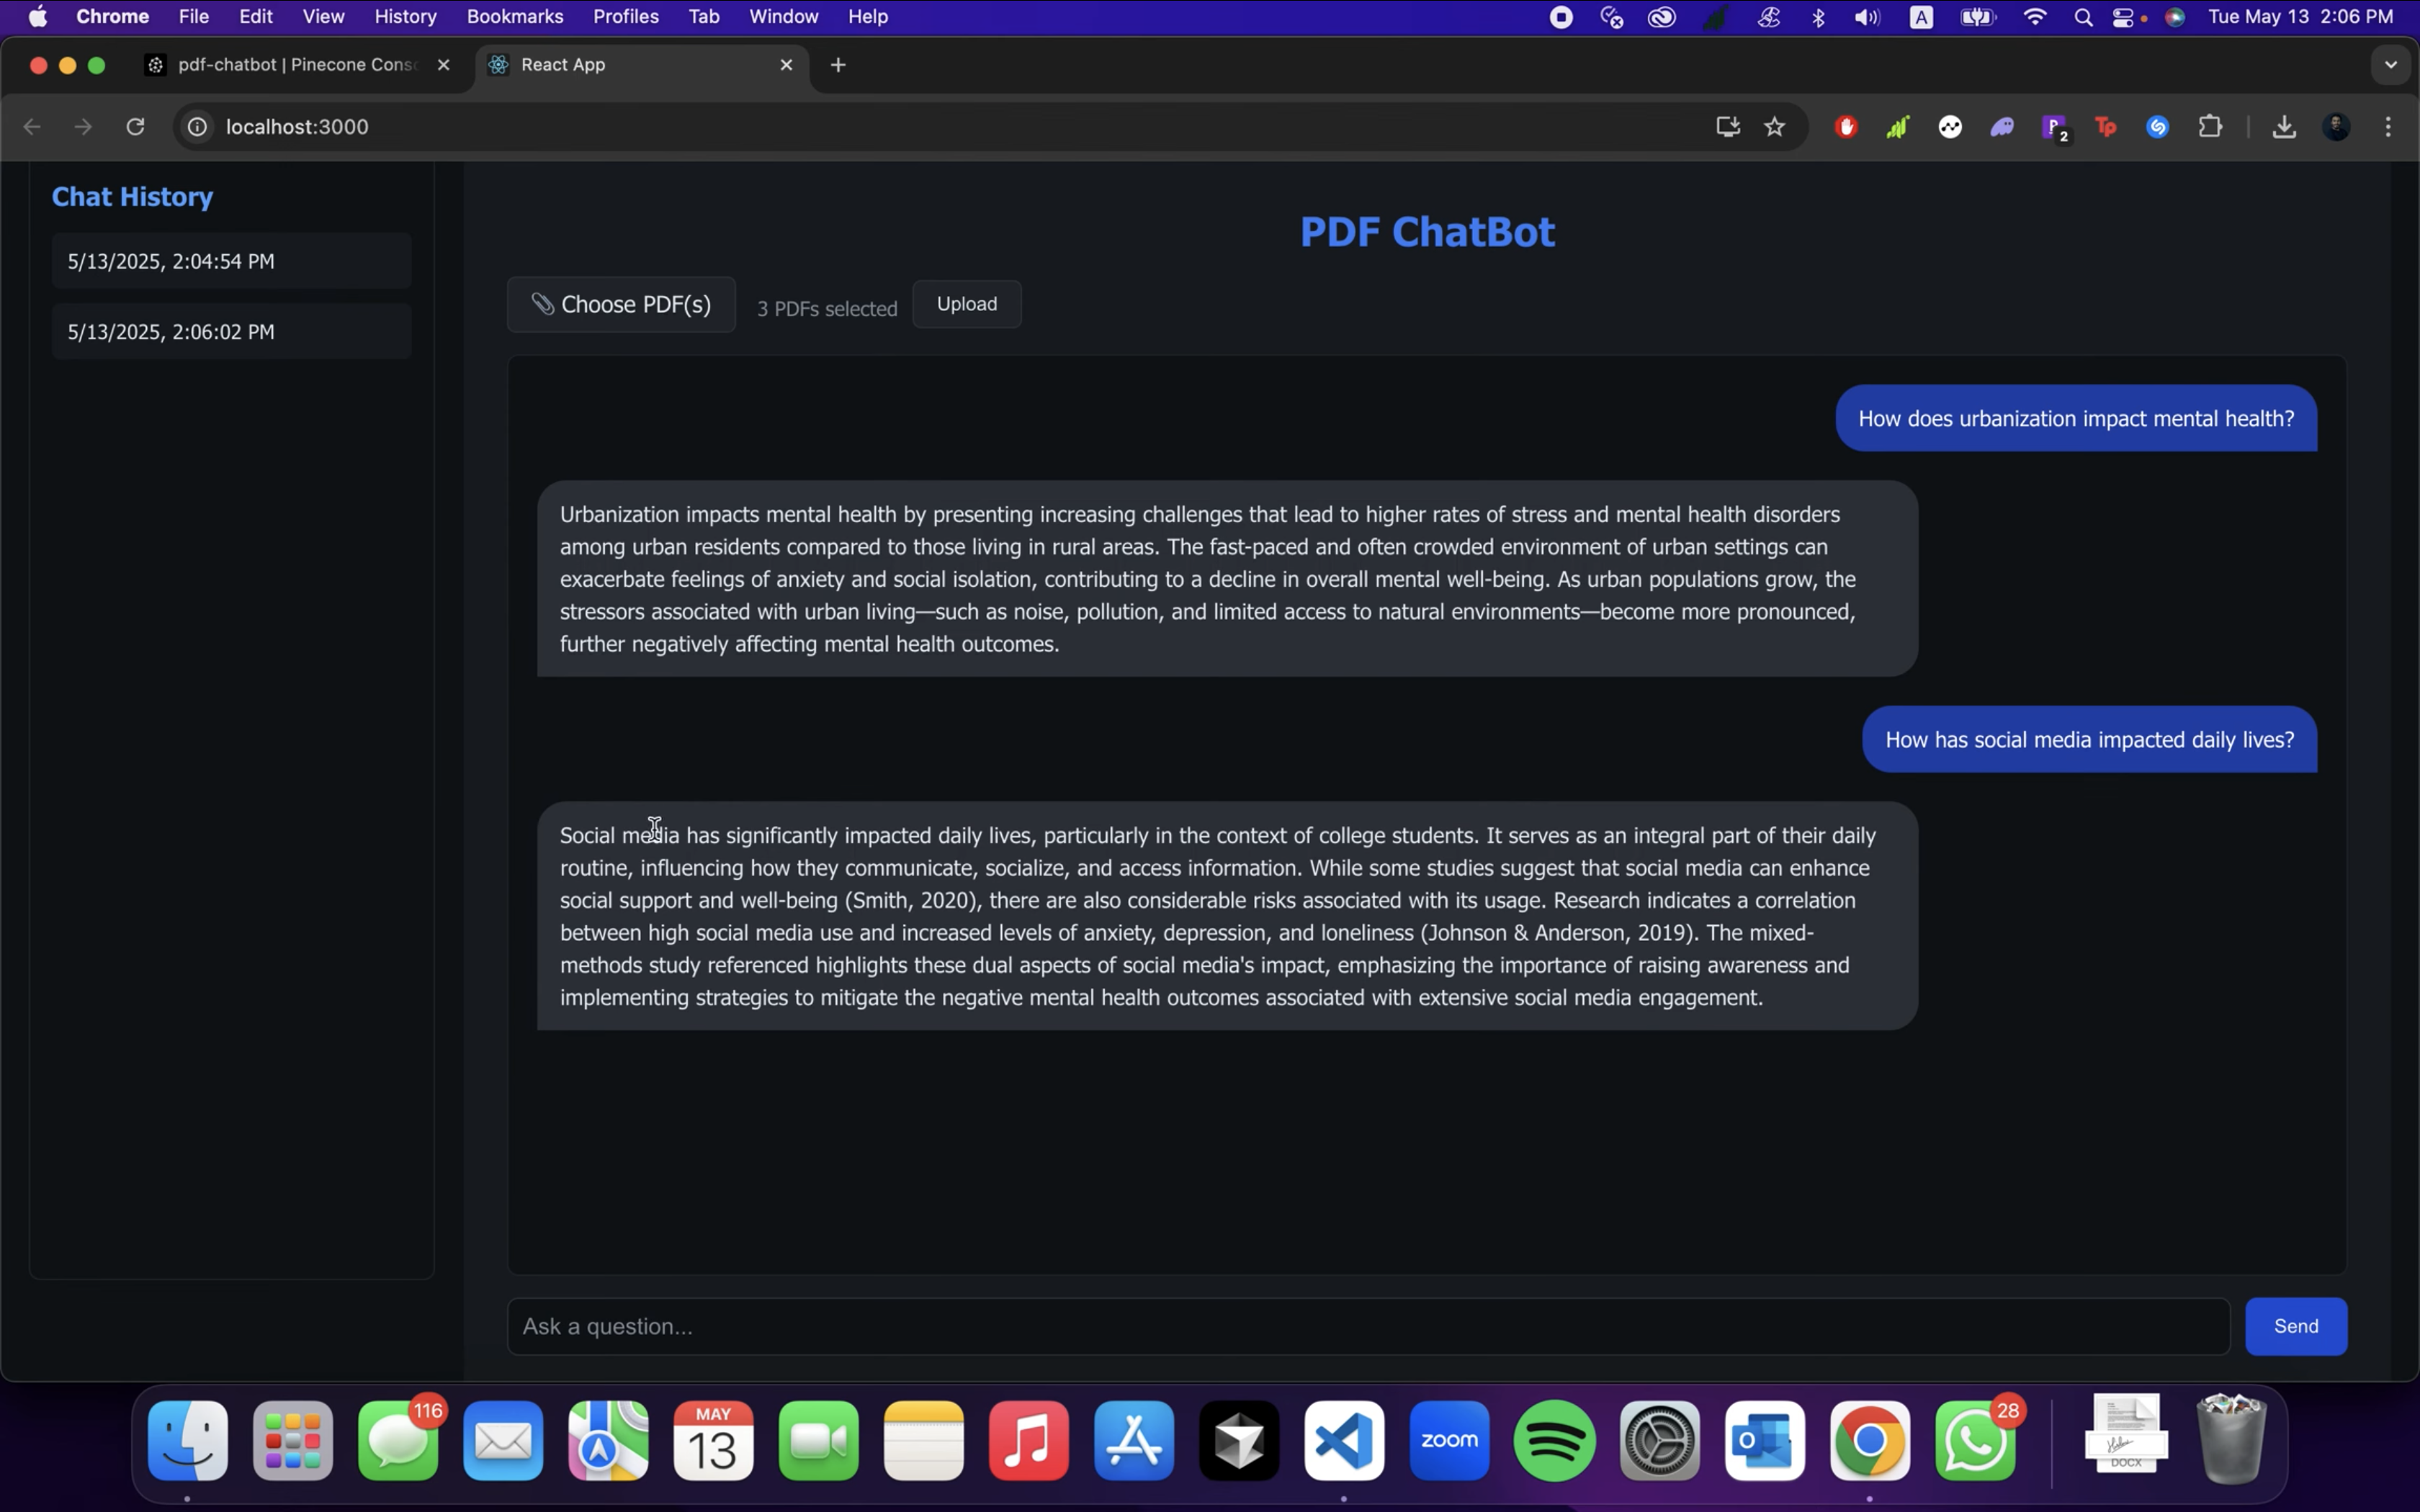 Chrome File Edit View History Bookmarks Profiles Tab Window Help A Tue May 13 2:06 PM
pdf-chatbot | Pinecone Cons React App
localhost:3000 2 Tp
Chat History
5/13/2025, 2:04:54 PM
5/13/2025, 2:06:02 PM
PDF ChatBot
Choose PDF(s) 3 PDFs selected Upload
How does urbanization impact mental health?
Urbanization impacts mental health by presenting increasing challenges that lead to higher rates of stress and mental health disorders
among urban residents compared to those living in rural areas. The fast-paced and often crowded environment of urban settings can
exacerbate feelings of anxiety and social isolation, contributing to a decline in overall mental well-being. As urban populations grow, the
stressors associated with urban living—such as noise, pollution, and limited access to natural environments—become more pronounced,
further negatively affecting mental health outcomes.
How has social media impacted daily lives?
Social media has significantly impacted daily lives, particularly in the context of college students. It serves as an integral part of their daily
routine, influencing how they communicate, socialize, and access information. While some studies suggest that social media can enhance
social support and well-being (Smith, 2020), there are also considerable risks associated with its usage. Research indicates a correlation
between high social media use and increased levels of anxiety, depression, and loneliness (Johnson & Anderson, 2019). The mixed-
methods study referenced highlights these dual aspects of social media's impact, emphasizing the importance of raising awareness and
implementing strategies to mitigate the negative mental health outcomes associated with extensive social media engagement.
Ask a question... Send
116 MAY 13 zoom 28 DOCX